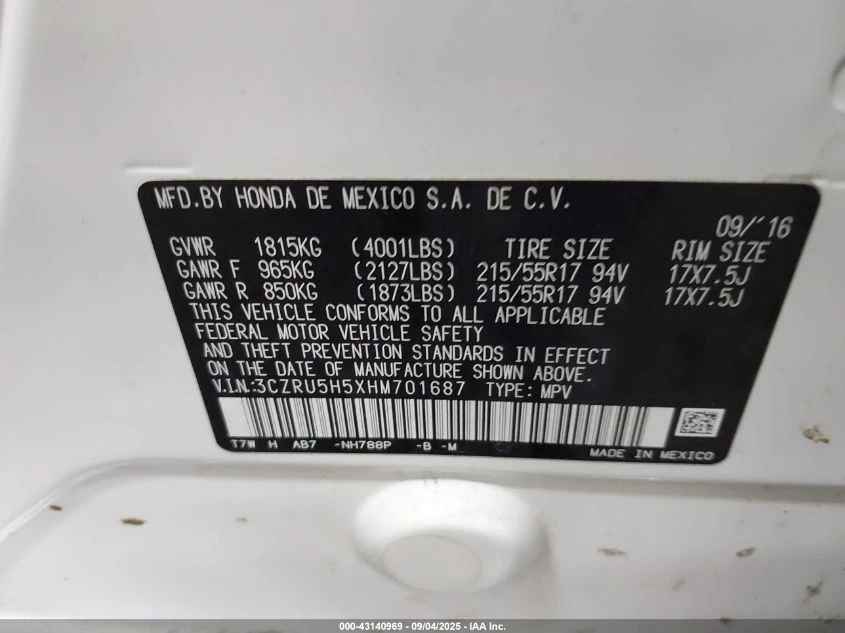 MFD. BY HONDA DE MEXICO S.A. DE C.V.
09/'16
GVWR 1815KG (4001LBS) TIRE SIZE RIM SIZE
GAWR F 965KG (2127LBS) 215/55R17 94V 17X7.5J
GAWR R 850KG (1873LBS) 215/55R17 94V 17X7.5J
THIS VEHICLE CONFORMS TO ALL APPLICABLE
FEDERAL MOTOR VEHICLE SAFETY
AND THEFT PREVENTION STANDARDS IN EFFECT
ON THE DATE OF MANUFACTURE SHOWN ABOVE.
V.IN:3CZRU5H5XHM701687 TYPE: MPV
T7W H AB7 -NH788P -B -M
MADE IN MEXICO
000-43140969 - 09/04/2025 - IAA Inc.